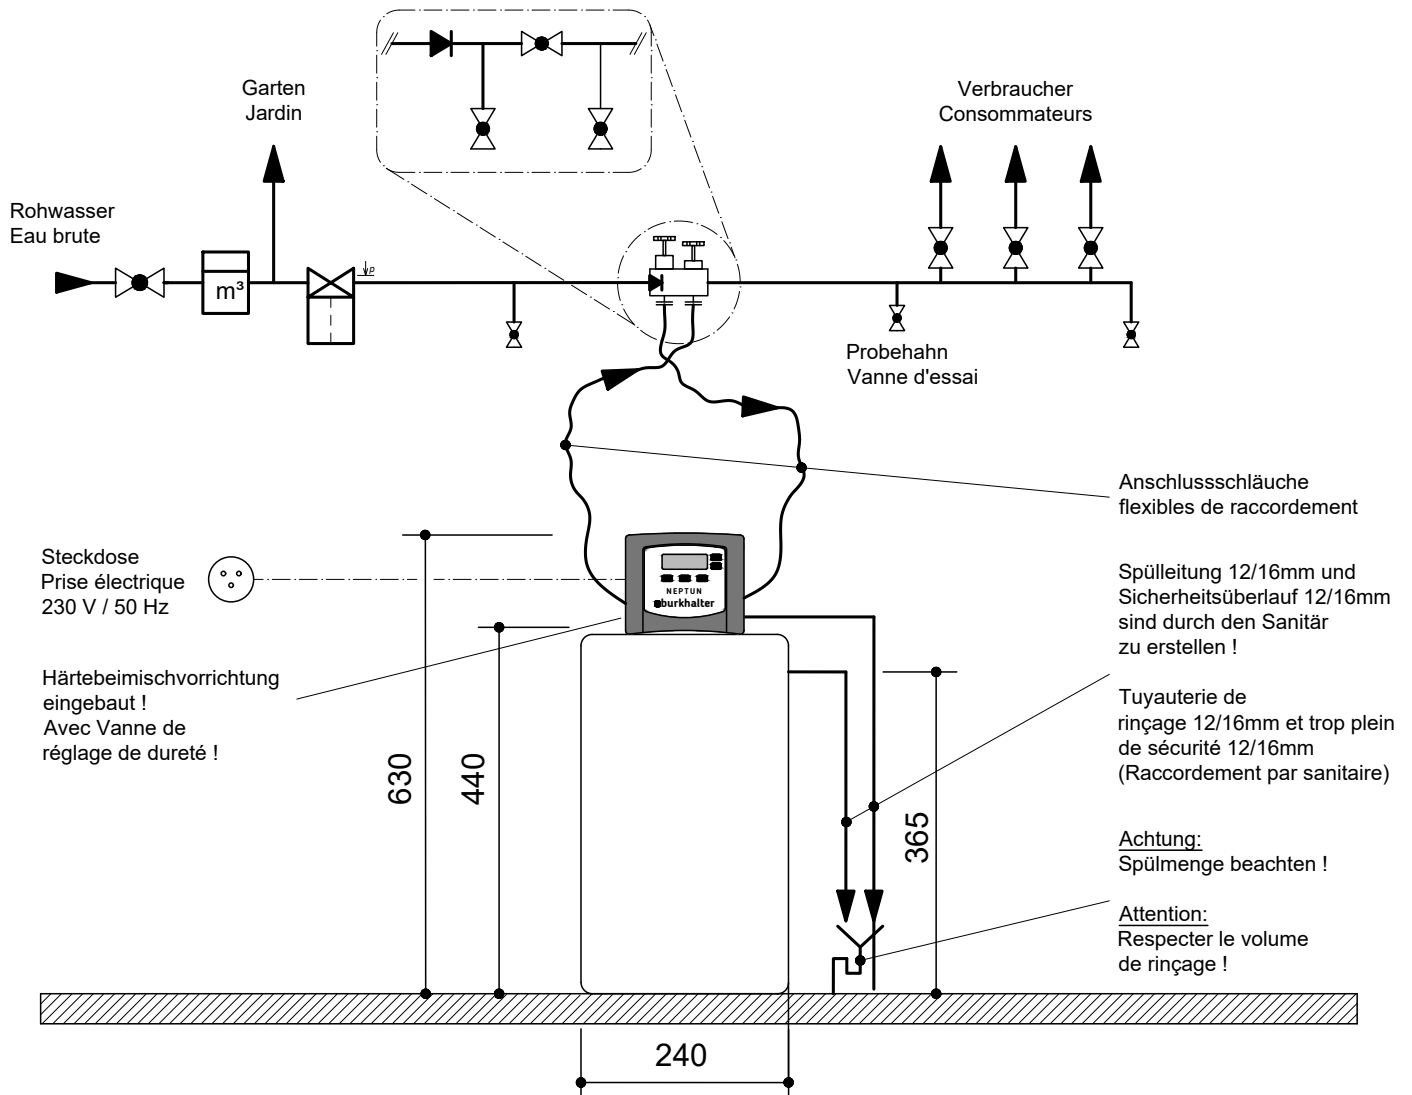 Garten
Jardin
Verbraucher
Consommateurs
Rohwasser
Eau brute
m³
p
Probehahn
Vanne d'essai
Anschlussschläuche
flexibles de raccordement
Steckdose
Prise électrique
230 V / 50 Hz
NEPTUN
burkhalter
Spülleitung 12/16mm und
Sicherheitsüberlauf 12/16mm
sind durch den Sanitär
zu erstellen !
Härtebeimischvorrichtung
eingebaut !
Avec Vanne de
réglage de dureté !
Tuyauterie de
rinçage 12/16mm et trop plein
de sécurité 12/16mm
(Raccordement par sanitaire)
630
440
365
Achtung:
Spülmenge beachten !
Attention:
Respecter le volume
de rinçage !
240